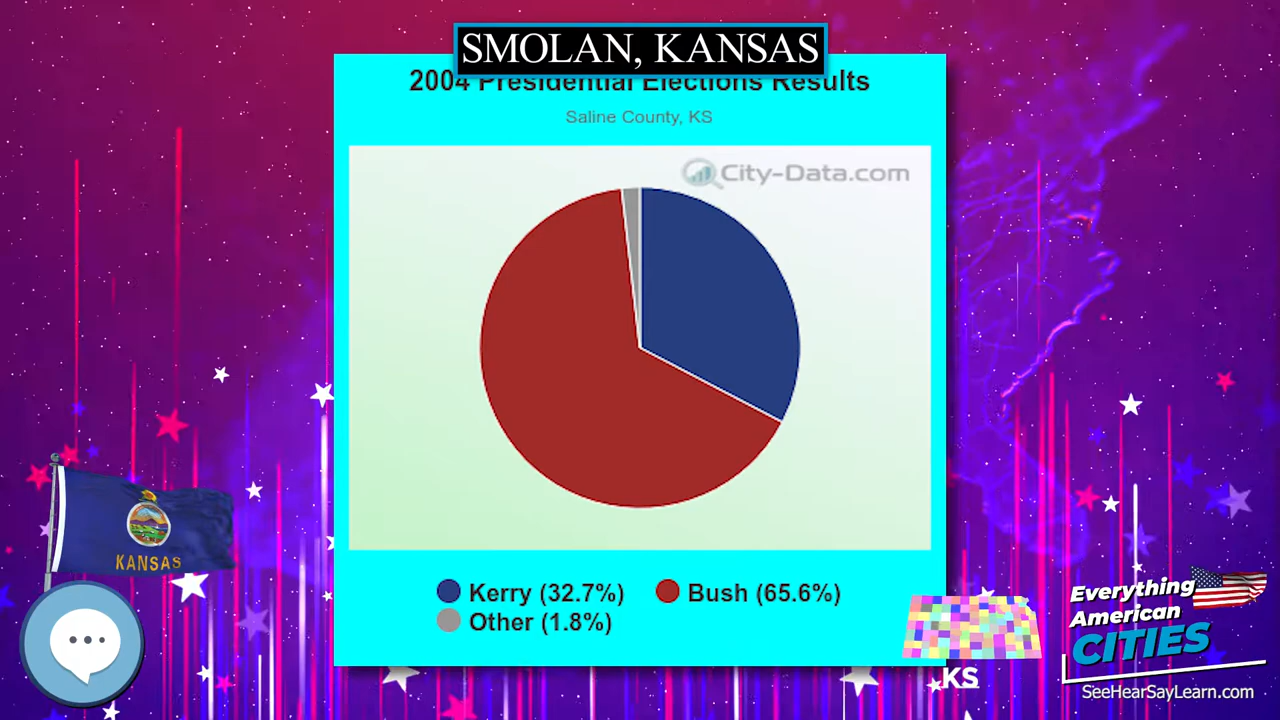 SMOLAN, KANSAS
2004 Presidential Elections Results
Saline County, KS
City-Data.com
Kerry (32.7%) Bush (65.6%)
Other (1.8%)
KANSAS
KS
Everything
American
CITIES
SeeHearSayLearn.com